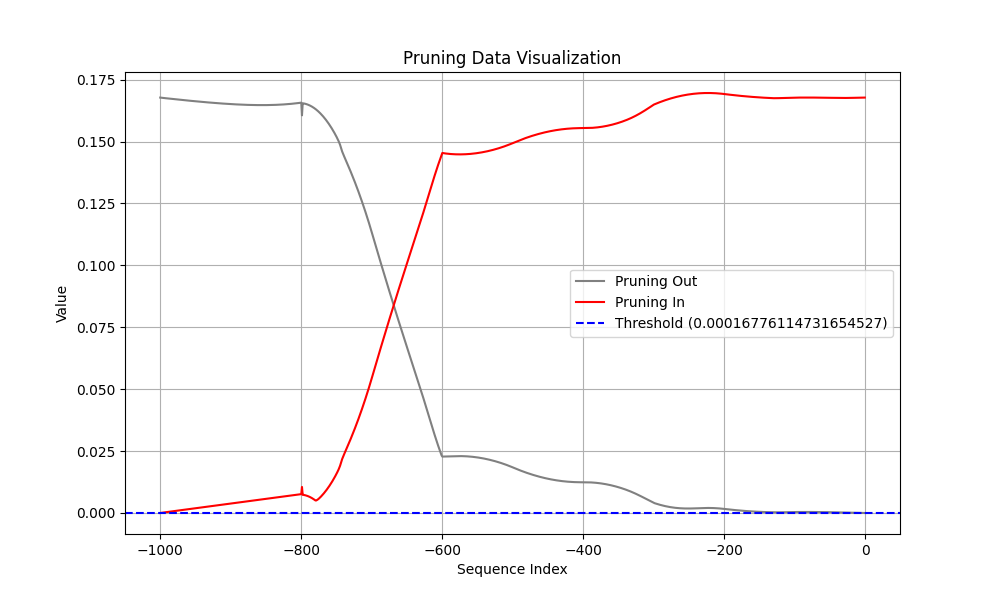 Pruning Data Visualization
0.175
0.150
0.125
0.100
0.075
0.050
0.025
0.000
Value
Pruning Out
Pruning In
Threshold (0.00016776114731654527)
−1000
−800
−600
−400
−200
0
Sequence Index